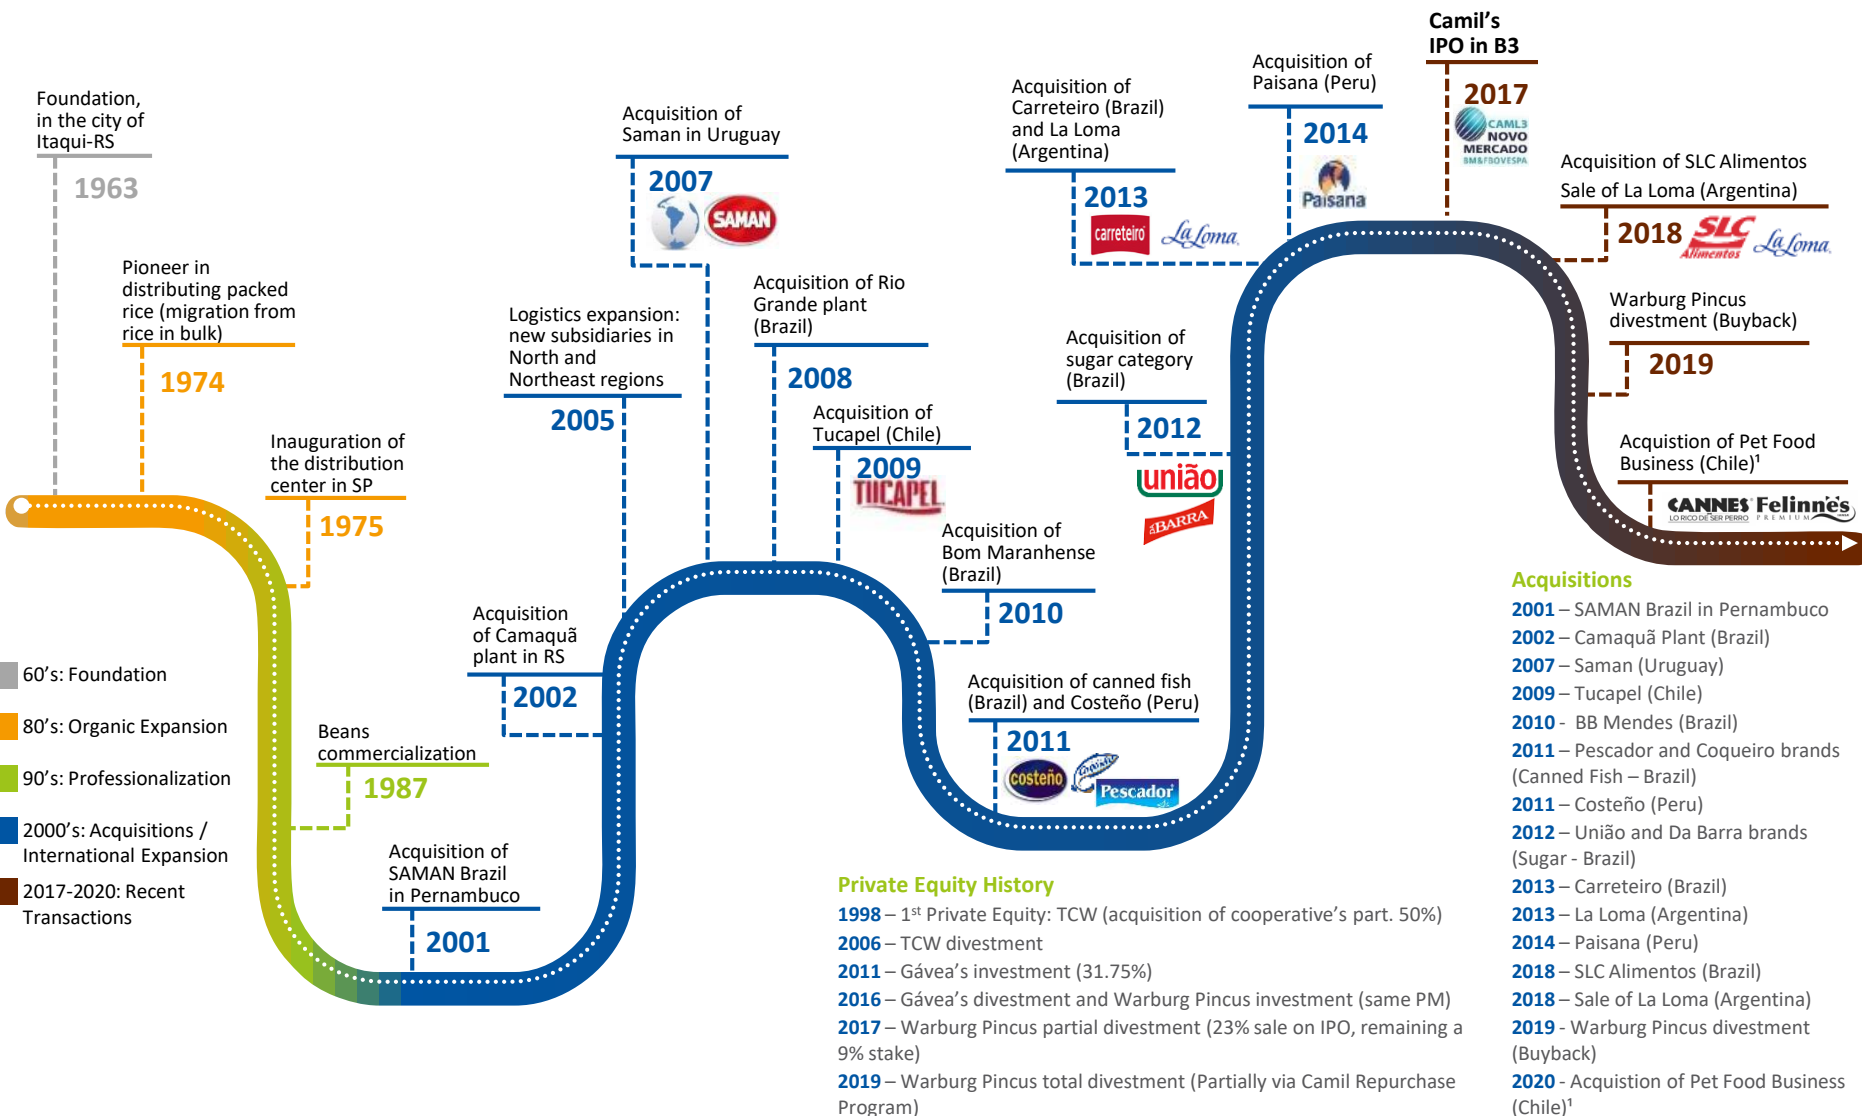 Foundation,
in the city of
Itaqui-RS
1963
Pioneer in
distributing packed
rice (migration from
rice in bulk)
1974
Inauguration of
the distribution
center in SP
1975
Beans
commercialization
1987
Acquisition of
SAMAN Brazil
in Pernambuco
2001
Acquisition
of Camaquã
plant in RS
2002
Logistics expansion:
new subsidiaries in
North and
Northeast regions
2005
Acquisition of
Saman in Uruguay
2007
SAMAN
Acquisition of Rio
Grande plant
(Brazil)
2008
Acquisition of
Tucapel (Chile)
2009
TUCAPEL
Acquisition of
Bom Maranhense
(Brazil)
2010
Acquisition of canned fish
(Brazil) and Costeño (Peru)
2011
costeño
Coqueiro
Pescador
Acquisition of
sugar category
(Brazil)
2012
união
DABARRA
Acquisition of
Carreteiro (Brazil)
and La Loma
(Argentina)
2013
carreteiro
La Loma
Acquisition of
Paisana (Peru)
2014
Paisana
Camil's
IPO in B3
2017
CAML3
NOVO
MERCADO
BM&FBOVESPA
Acquisition of SLC Alimentos
Sale of La Loma (Argentina)
2018
SLC
Alimentos
La Loma
Warburg Pincus
divestment (Buyback)
2019
Acquistion of Pet Food
Business (Chile)¹
CANNES
LO RICO DE SER PERRO
Felinnes
PREMIUM
60's: Foundation
80's: Organic Expansion
90's: Professionalization
2000's: Acquisitions /
International Expansion
2017-2020: Recent
Transactions
Private Equity History
1998 – 1st Private Equity: TCW (acquisition of cooperative's part. 50%)
2006 – TCW divestment
2011 – Gávea's investment (31.75%)
2016 – Gávea's divestment and Warburg Pincus investment (same PM)
2017 – Warburg Pincus partial divestment (23% sale on IPO, remaining a
9% stake)
2019 – Warburg Pincus total divestment (Partially via Camil Repurchase
Program)
Acquisitions
2001 – SAMAN Brazil in Pernambuco
2002 – Camaquã Plant (Brazil)
2007 – Saman (Uruguay)
2009 – Tucapel (Chile)
2010 - BB Mendes (Brazil)
2011 – Pescador and Coqueiro brands
(Canned Fish – Brazil)
2011 – Costeño (Peru)
2012 – União and Da Barra brands
(Sugar - Brazil)
2013 – Carreteiro (Brazil)
2013 – La Loma (Argentina)
2014 – Paisana (Peru)
2018 – SLC Alimentos (Brazil)
2018 – Sale of La Loma (Argentina)
2019 - Warburg Pincus divestment
(Buyback)
2020 - Acquistion of Pet Food Business
(Chile)¹